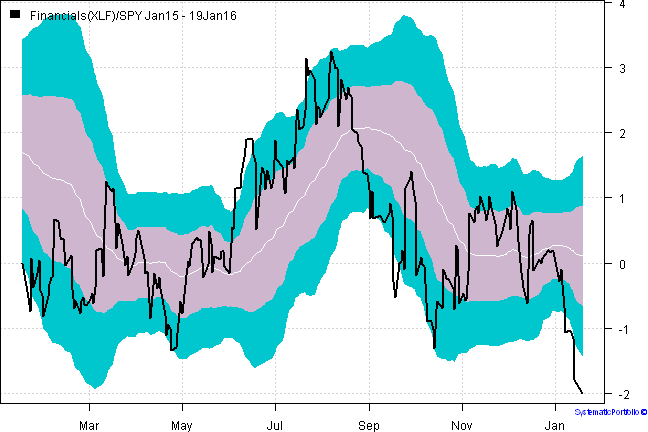 Financials(XLF)/SPY Jan15 - 19Jan16
4
3
2
1
0
-1
-2
Mar May Jul Sep Nov Jan
SystematicPortfolio ©